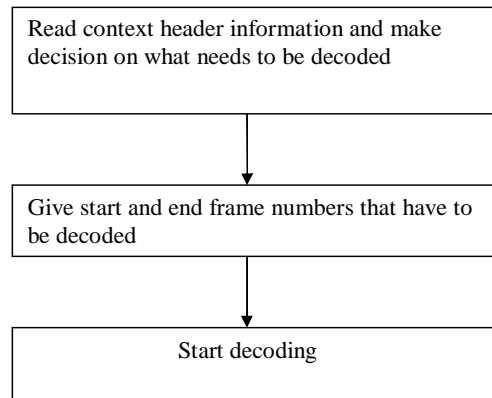 Read context header information and make
decision on what needs to be decoded
Give start and end frame numbers that have to
be decoded
Start decoding